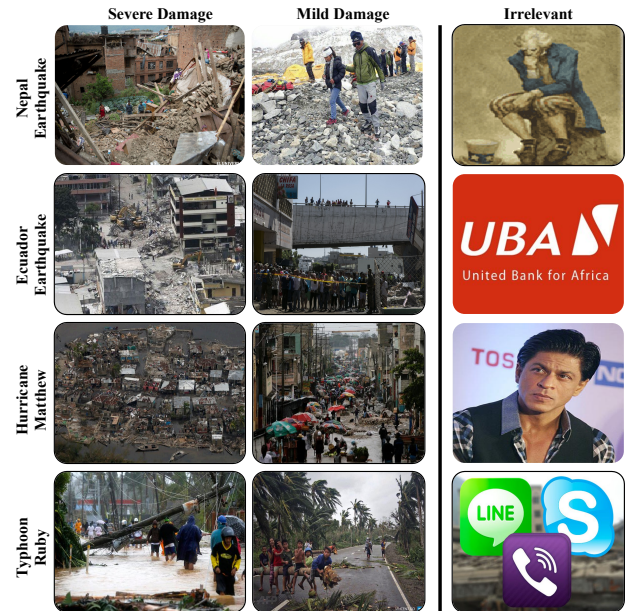 Severe Damage
Mild Damage
Irrelevant
Nepal
Earthquake
Ecuador
Earthquake
UBA
United Bank for Africa
Hurricane
Matthew
TOS
Typhoon
Ruby
LINE
S